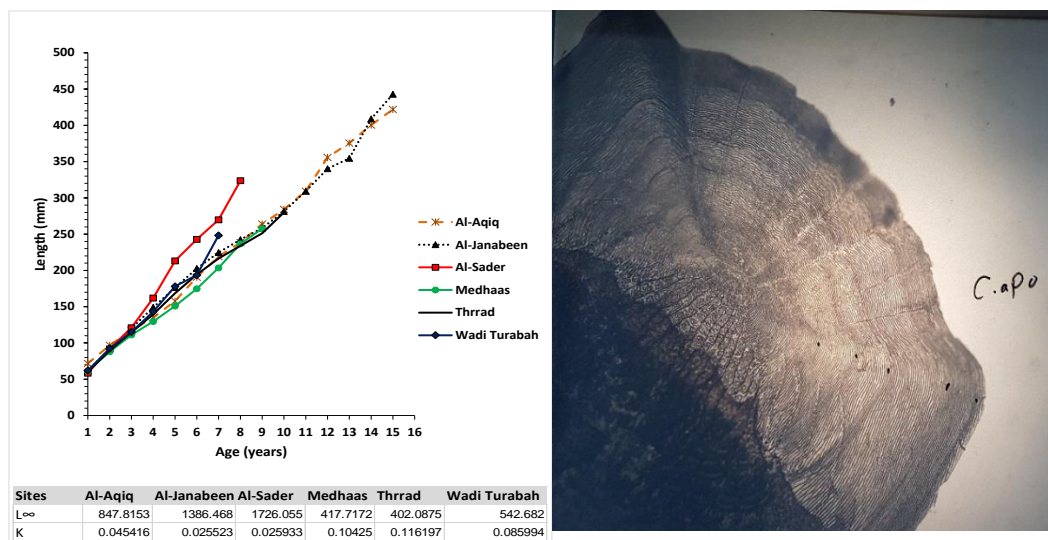 500
450
400
350
300
250
200
150
100
50
0
Length (mm)
1 2 3 4 5 6 7 8 9 10 11 12 13 14 15 16
Age (years)
Al-Aqiq
Al-Janabeen
Al-Sader
Medhaas
Thrrad
Wadi Turabah
Sites Al-Aqiq Al-Janabeen Al-Sader Medhaas Thrrad Wadi Turabah
L∞ 847.8153 1386.468 1726.055 417.7172 402.0875 542.682
K 0.045416 0.025523 0.025933 0.10425 0.116197 0.085994
C.apo